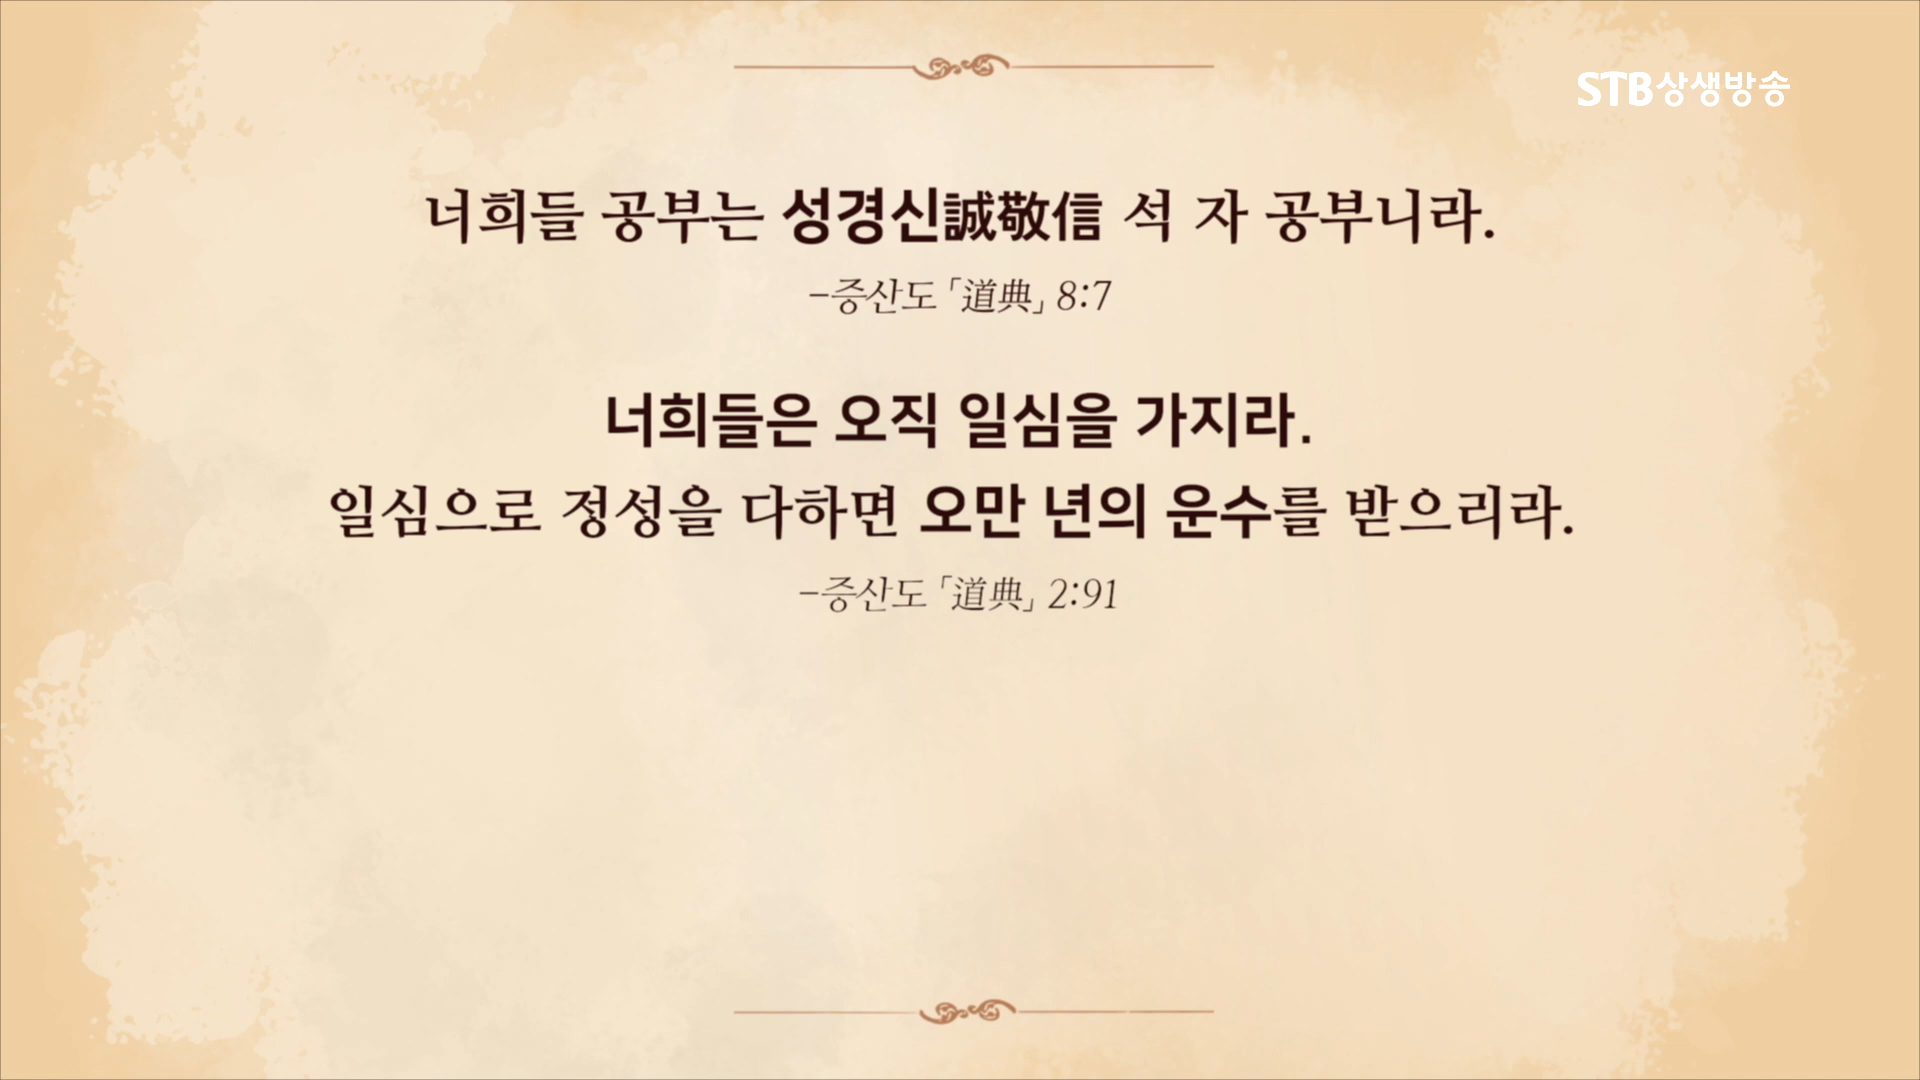 STB상생방송
너희들 공부는 성경신誠敬信 석 자 공부니라.
-증산도 「道典」 8:7
너희들은 오직 일심을 가지라.
일심으로 정성을 다하면 오만 년의 운수를 받으리라.
-증산도 「道典」 2:91